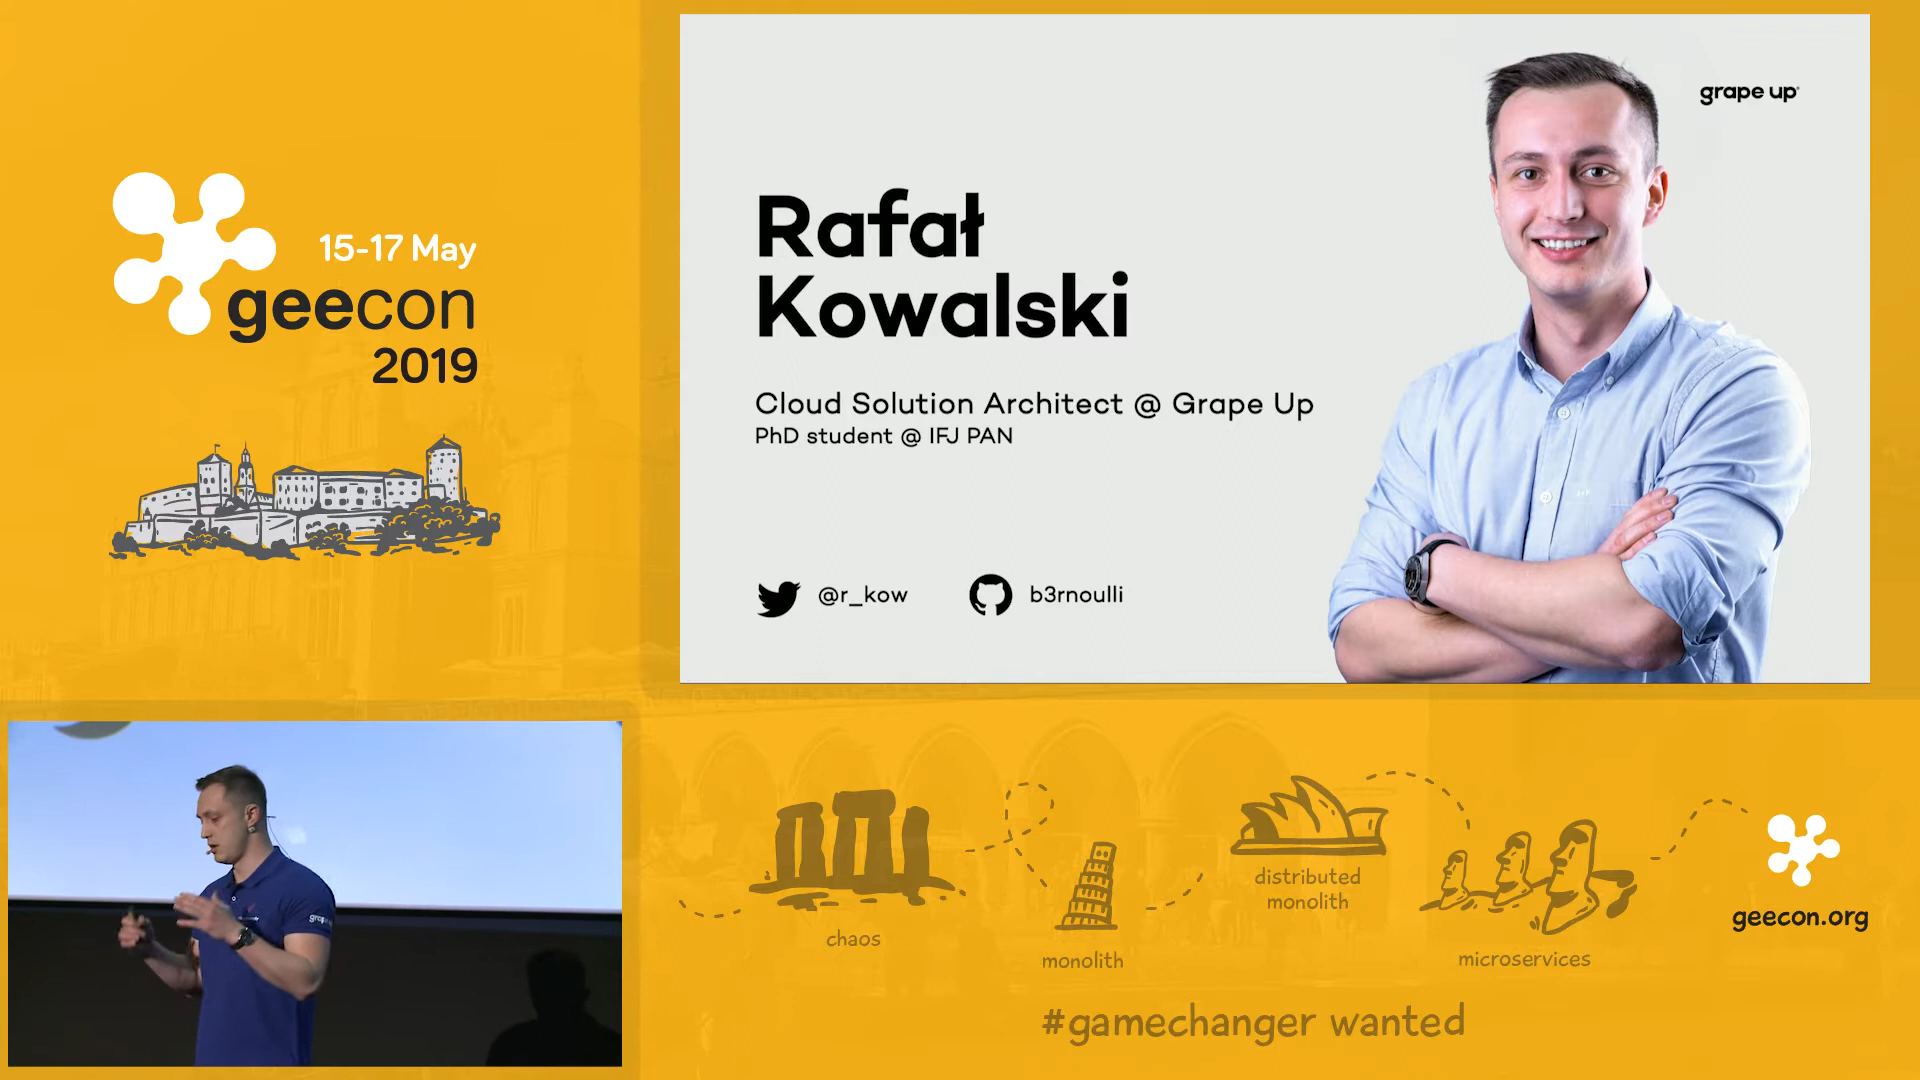 15-17 May
geecon
2019
grape up
Rafał
Kowalski
Cloud Solution Architect @ Grape Up
PhD student @ IFJ PAN
@r_kow
b3rnoulli
chaos
monolith
distributed
monolith
microservices
geecon.org
#gamechanger wanted